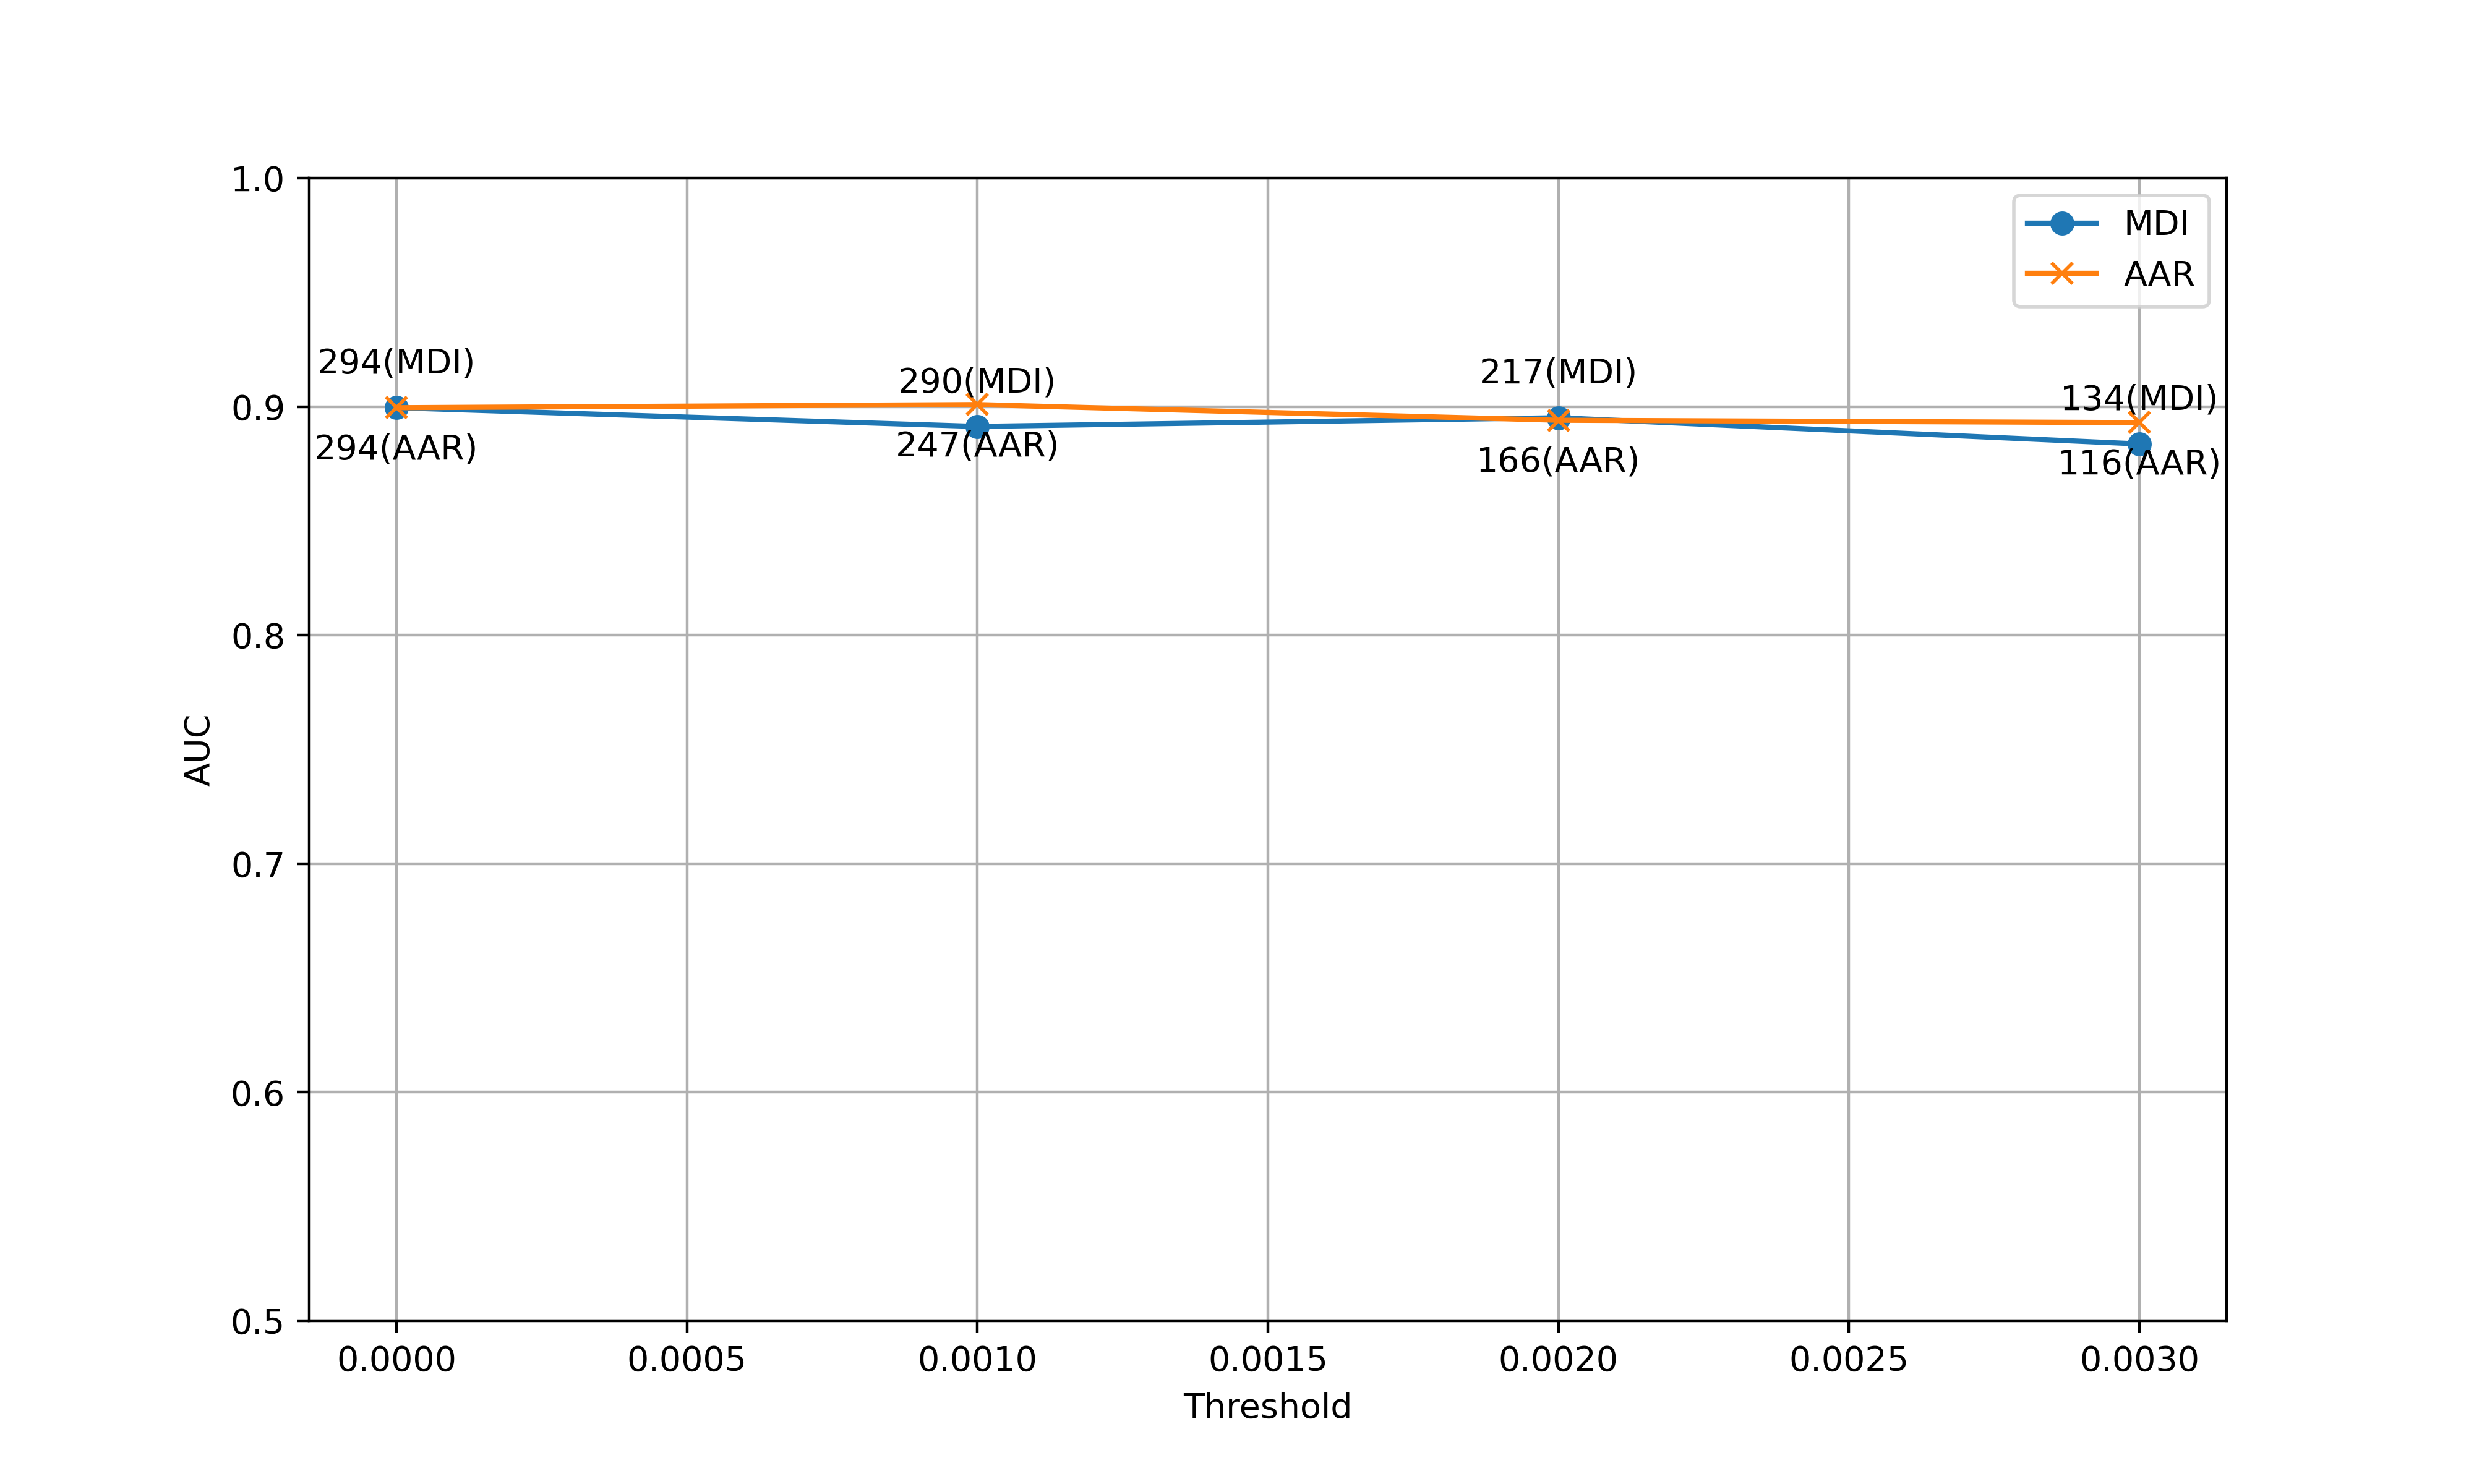 1.0
0.9
0.8
0.7
0.6
0.5
AUC
MDI
AAR
294(MDI)
294(AAR)
290(MDI)
247(AAR)
217(MDI)
166(AAR)
134(MDI)
116(AAR)
0.0000 0.0005 0.0010 0.0015 0.0020 0.0025 0.0030
Threshold